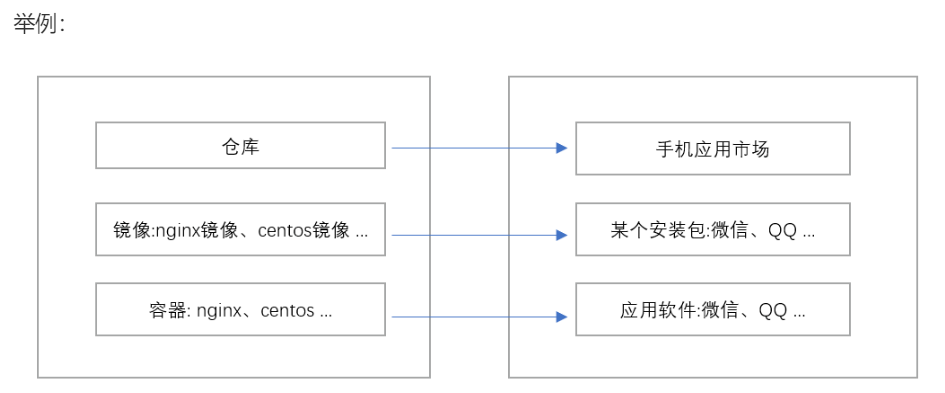 举例：
仓库
手机应用市场
镜像:nginx镜像、centos镜像 ...
某个安装包:微信、QQ ...
容器: nginx、centos ...
应用软件:微信、QQ ...